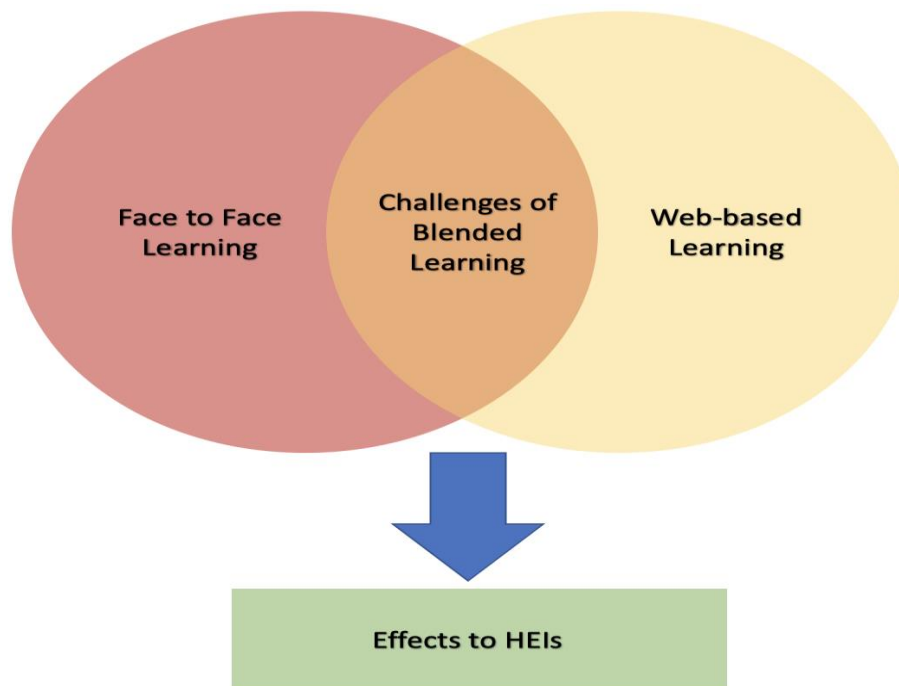 Face to Face
Learning
Challenges of
Blended
Learning
Web-based
Learning
Effects to HEIs